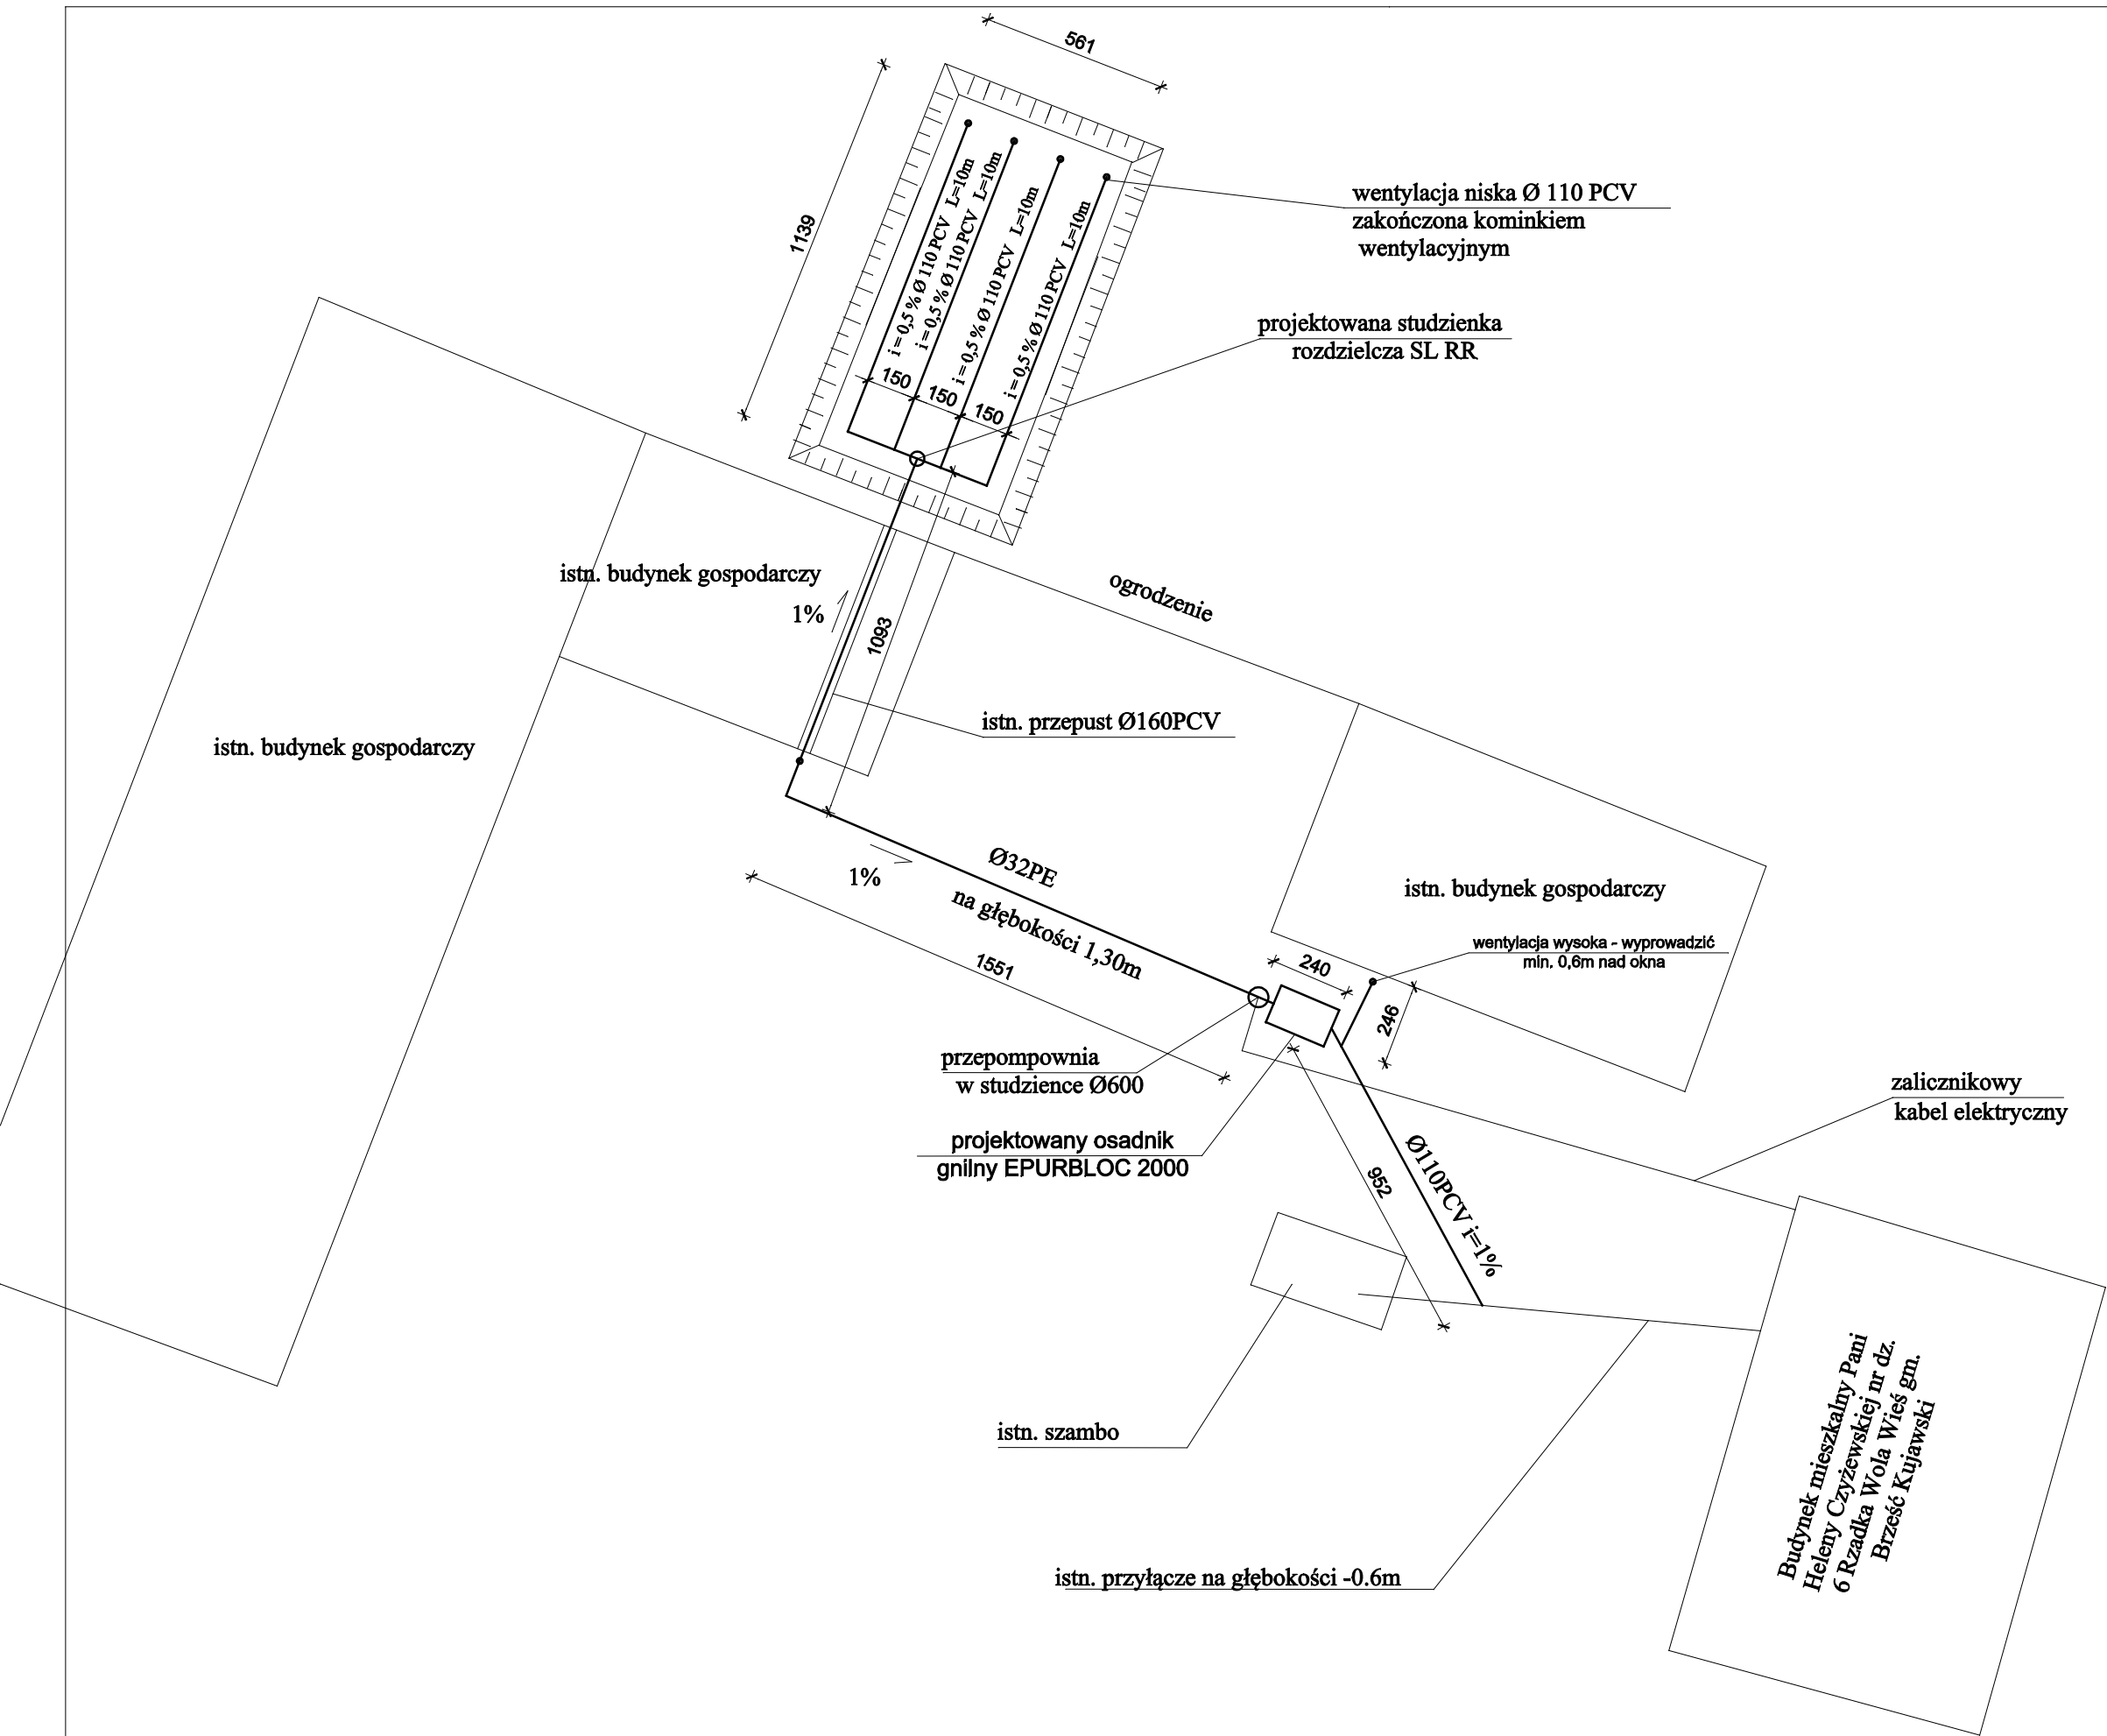 561
1139
i = 0,5 % Ø 110 PCV L=10m
i = 0,5 % Ø 110 PCV L=10m
i = 0,5 % Ø 110 PCV L=10m
i = 0,5 % Ø 110 PCV L=10m
150
150
150
wentylacja niska Ø 110 PCV
zakończona kominkiem
wentylacyjnym
projektowana studzienka
rozdzielcza SL RR
istn. budynek gospodarczy
1%
1093
ogrodzenie
istn. przepust Ø160PCV
istn. budynek gospodarczy
Ø32PE
1%
na głębokości 1,30m
1551
istn. budynek gospodarczy
wentylacja wysoka - wyprowadzić
min. 0,6m nad okna
240
246
przepompownia
w studzience Ø600
projektowany osadnik
gnilny EPURBLOC 2000
zalicznikowy
kabel elektryczny
Ø110PCV i=1%
952
istn. szambo
istn. przyłącze na głębokości -0.6m
Budynek mieszkalny Pani
Heleny Czyżewskiej nr dz.
6 Rzadka Wola Wieś gm.
Brześć Kujawski